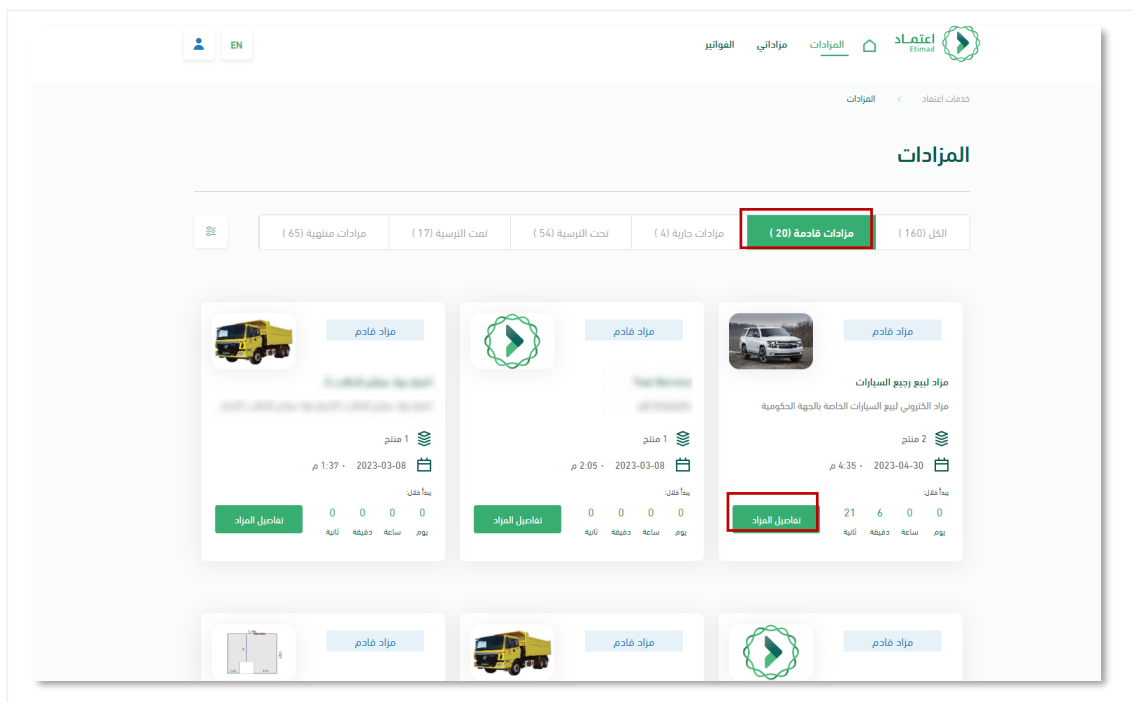 اعتمـاد
Etimad
المزادات
مزاداتي
الفواتير
EN
خدمات اعتماد > المزادات
المزادات
الكل (160 )
مزادات قادمة (20 )
مزادات جارية (4 )
تحت الترسية (54 )
تمت الترسية (17 )
مزادات منتهية (65 )
مزاد قادم
مزاد لبيع رجيع السيارات
مزاد الكتروني لبيع السيارات الخاصة بالجهة الحكومية
2 منتج
2023-04-30 · 4:35 م
يبدأ خلال:
0 0 6 21
يوم ساعة دقيقة ثانية
تفاصيل المزاد
مزاد قادم
1 منتج
2023-03-08 · 2:05 م
يبدأ خلال:
0 0 0 0
يوم ساعة دقيقة ثانية
تفاصيل المزاد
مزاد قادم
1 منتج
2023-03-08 · 1:37 م
يبدأ خلال:
0 0 0 0
يوم ساعة دقيقة ثانية
تفاصيل المزاد
مزاد قادم
مزاد قادم
مزاد قادم